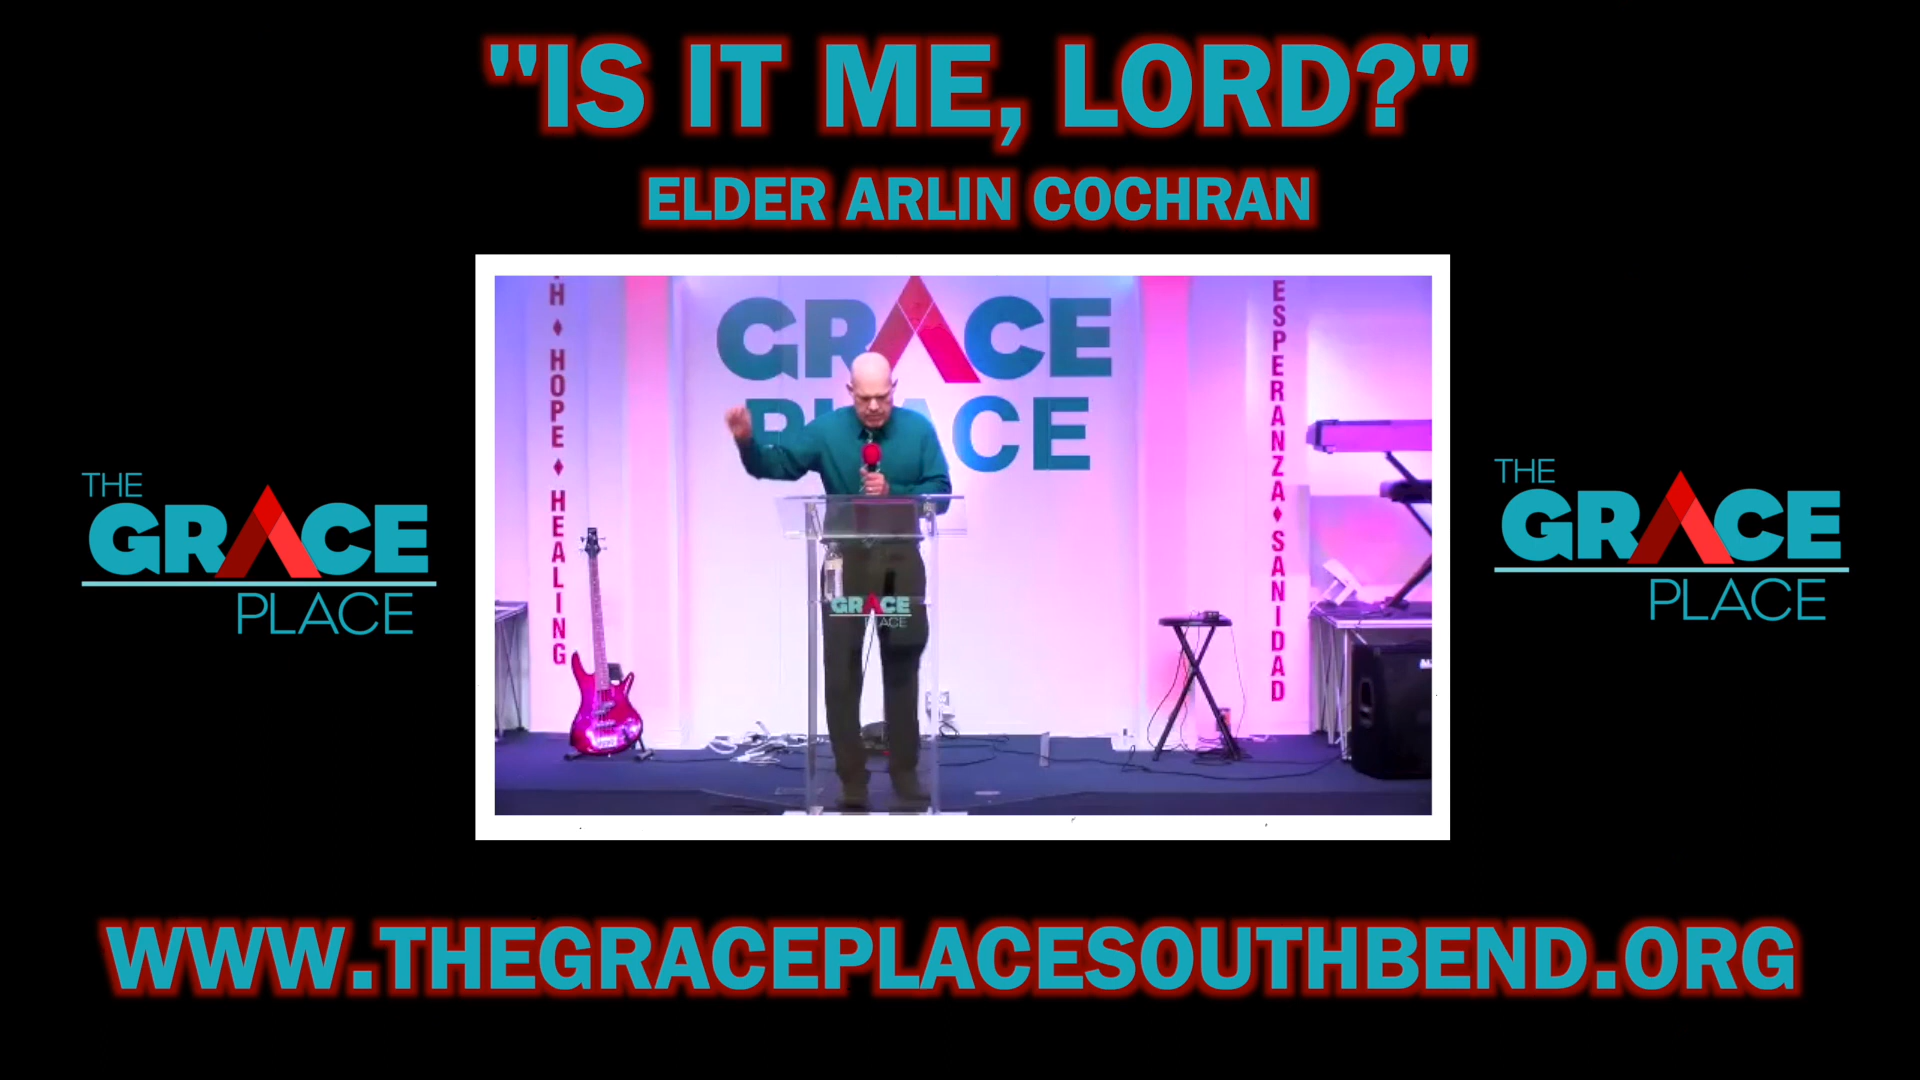 "IS IT ME, LORD?"
ELDER ARLIN COCHRAN
H ♦ HOPE ♦ HEALING
GRACE
PLACE
ESPERANZA ♦ SANIDAD
GRACE
PLACE
THE
GRACE
PLACE
THE
GRACE
PLACE
WWW.THEGRACEPLACESOUTHBEND.ORG